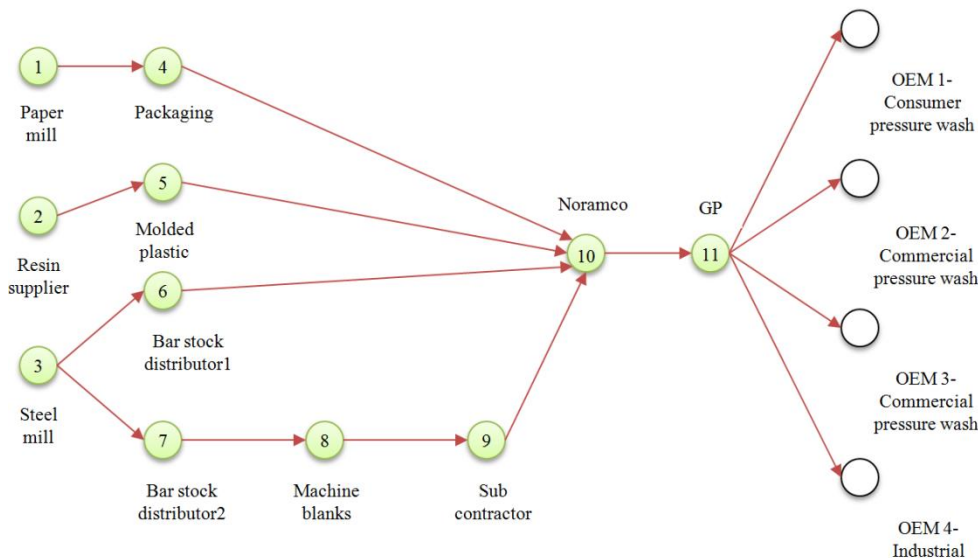 1
Paper
mill
4
Packaging
2
Resin
supplier
5
Molded
plastic
3
Steel
mill
6
Bar stock
distributor1
7
Bar stock
distributor2
8
Machine
blanks
9
Sub
contractor
Noramco
10
GP
11
OEM 1-
Consumer
pressure wash
OEM 2-
Commercial
pressure wash
OEM 3-
Commercial
pressure wash
OEM 4-
Industrial